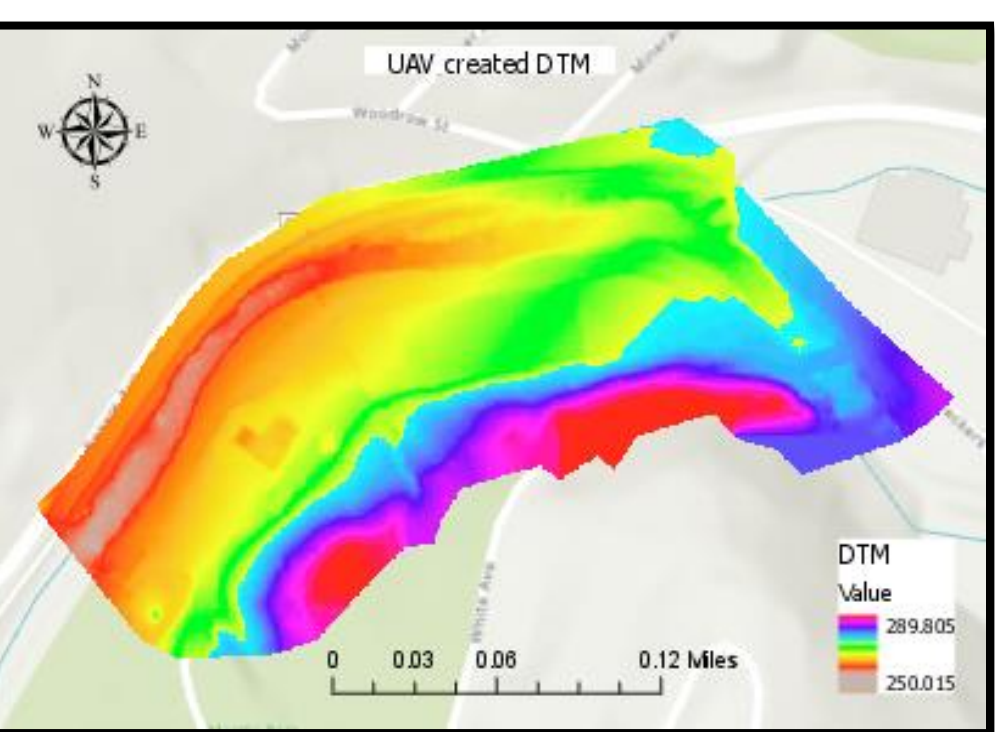 UAV created DTM
N
W
E
S
Woodrow St
White Ave
DTM
Value
289.805
250.015
0
0.03
0.06
0.12 Miles